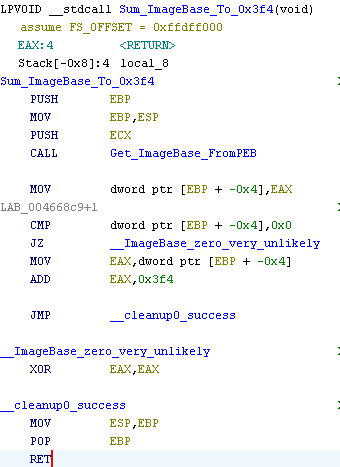 LPVOID __stdcall Sum_ImageBase_To_0x3f4(void)
assume FS_OFFSET = 0xffdff000
EAX:4 <RETURN>
Stack[-0x8]:4 local_8
Sum_ImageBase_To_0x3f4
PUSH EBP
MOV EBP,ESP
PUSH ECX
CALL Get_ImageBase_FromPEB
MOV dword ptr [EBP + -0x4],EAX
LAB_004668c9+1
CMP dword ptr [EBP + -0x4],0x0
JZ __ImageBase_zero_very_unlikely
MOV EAX,dword ptr [EBP + -0x4]
ADD EAX,0x3f4
JMP __cleanup0_success
__ImageBase_zero_very_unlikely
XOR EAX,EAX
__cleanup0_success
MOV ESP,EBP
POP EBP
RET